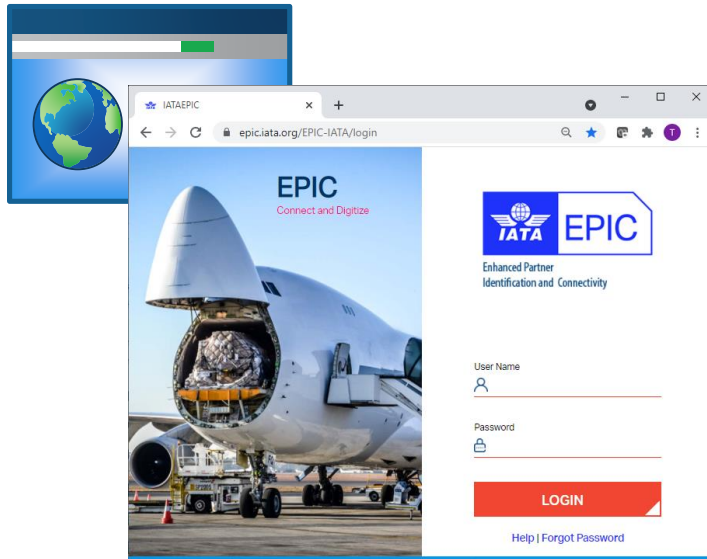 IATAEPIC
epic.iata.org/EPIC-IATA/login
T
EPIC
Connect and Digitize
IATA EPIC
Enhanced Partner
Identification and Connectivity
User Name
Password
LOGIN
Help | Forgot Password